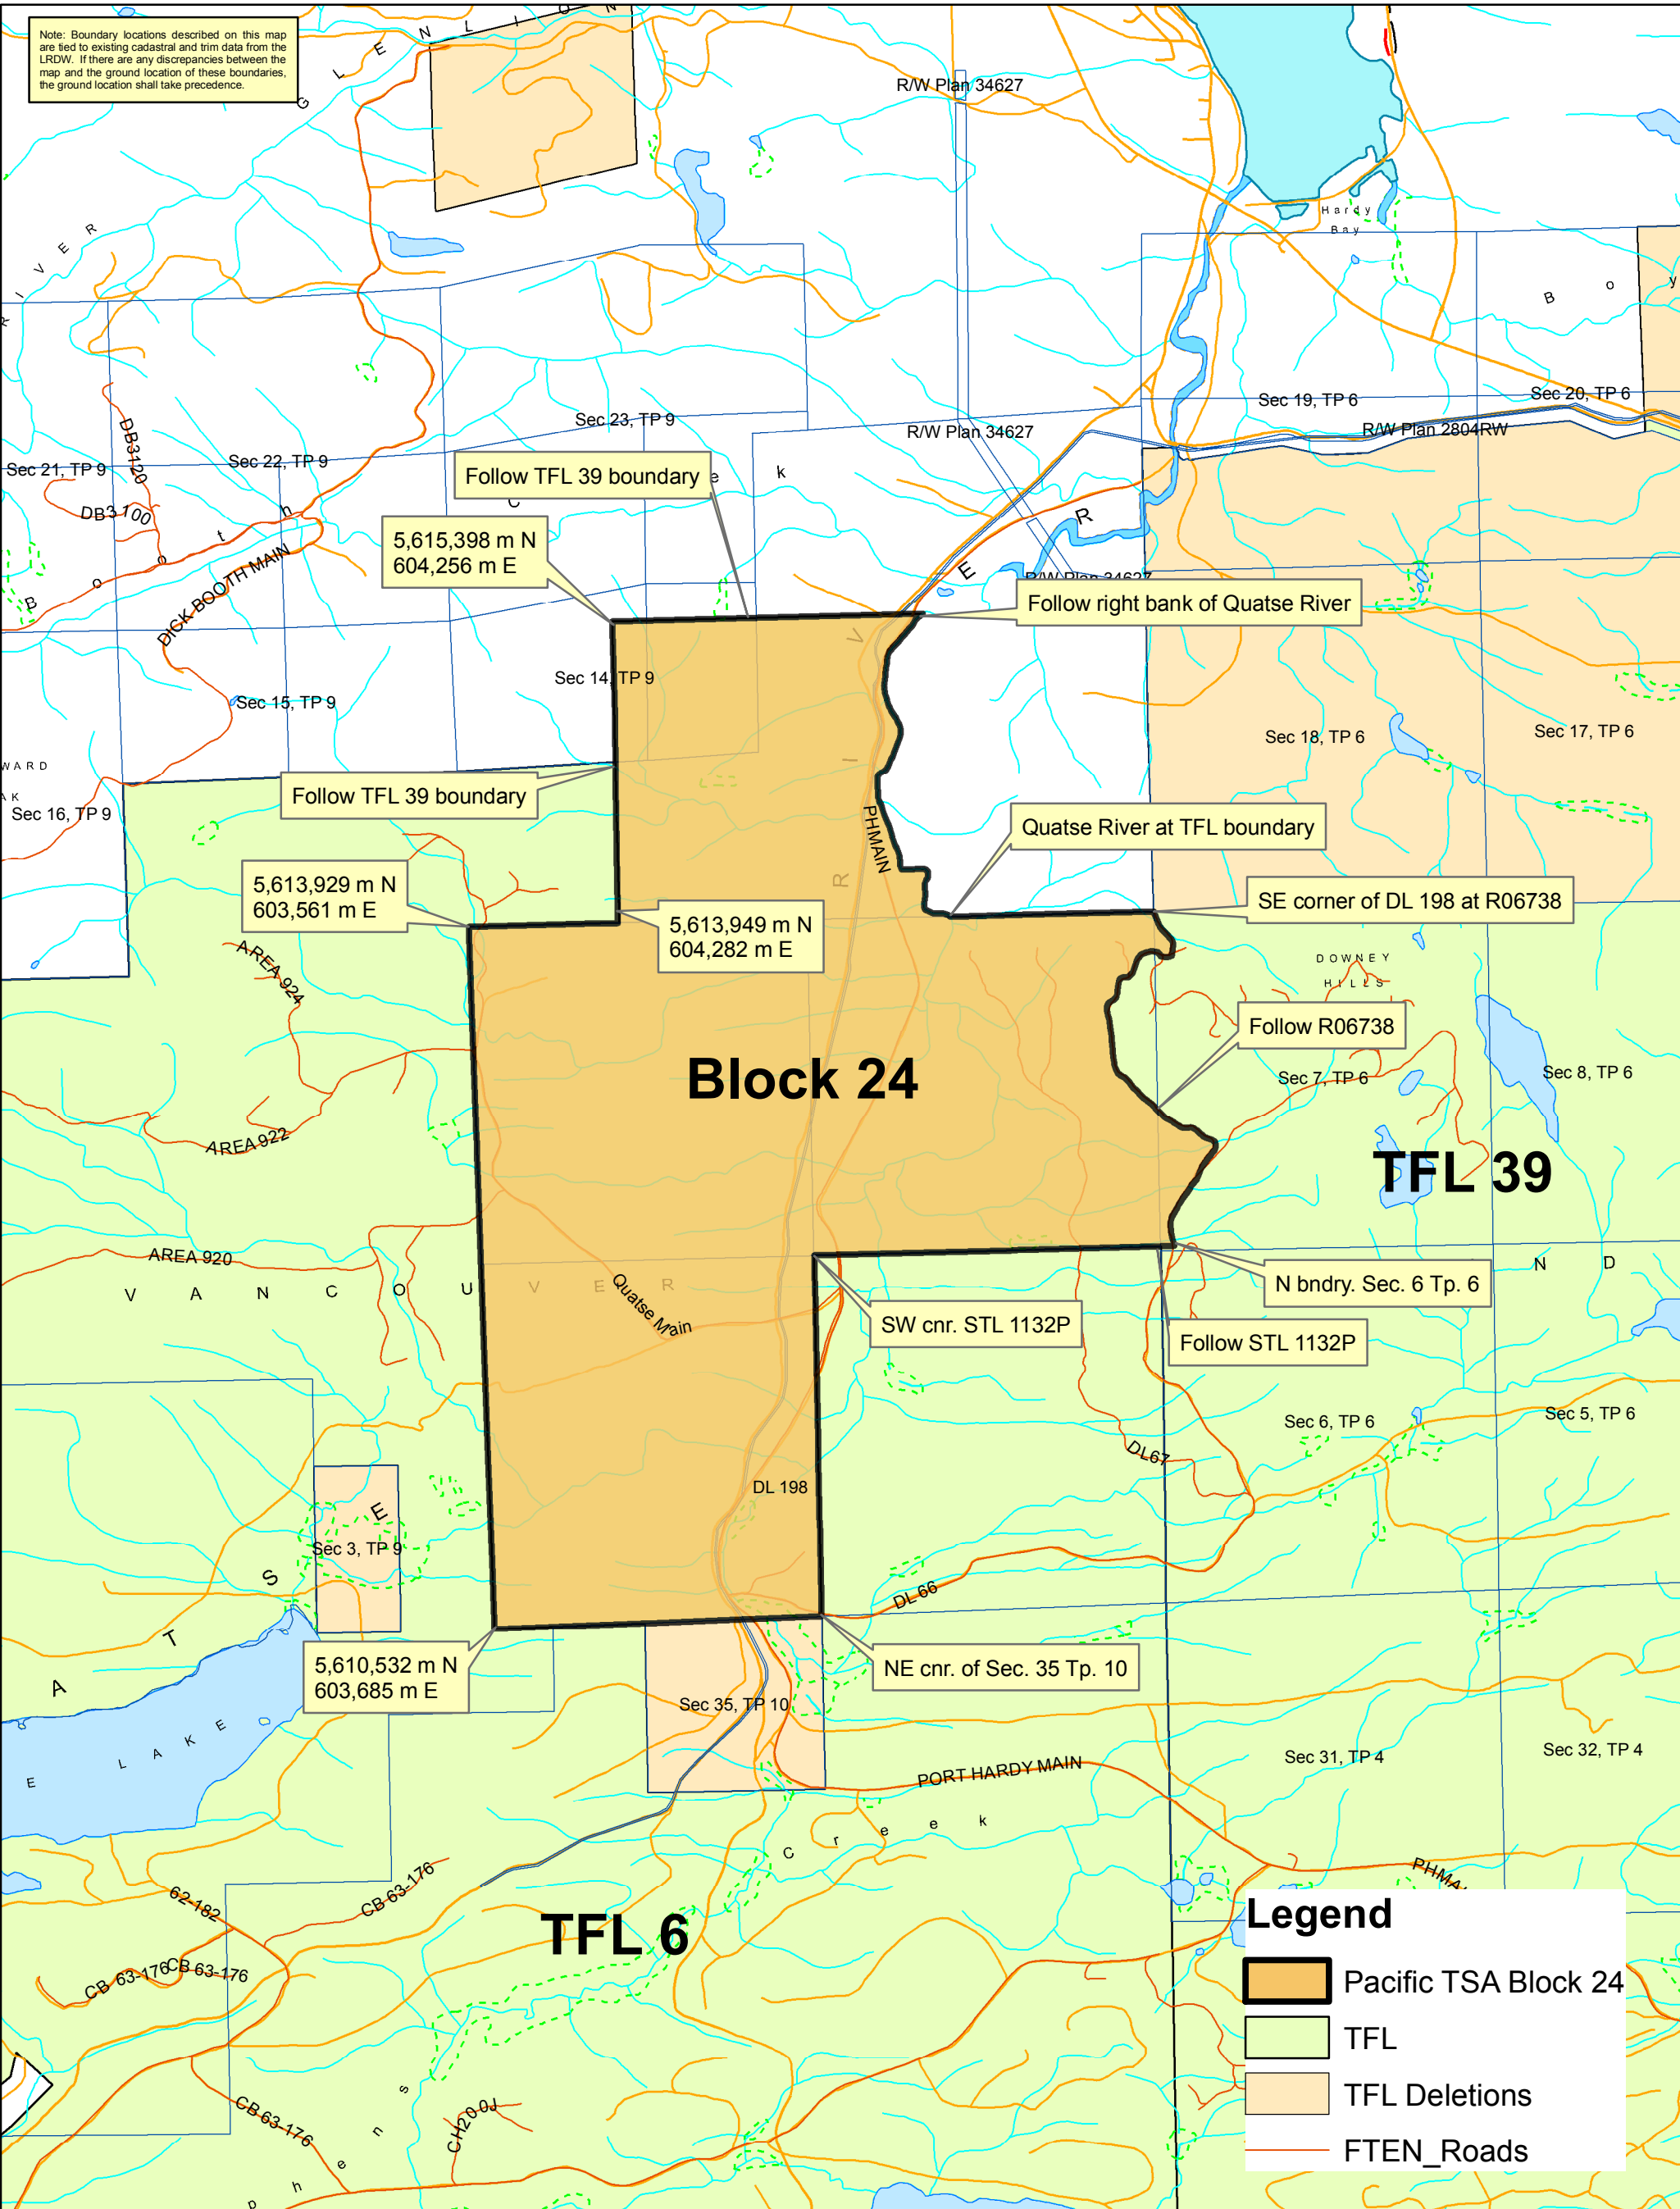 Note: Boundary locations described on this map
are tied to existing cadastral and trim data from the
LRDW. If there are any discrepancies between the
map and the ground location of these boundaries,
the ground location shall take precedence.
G L E N L I O N
R I V E R
R/W Plan 34627
Hardy
Bay
B o y
Sec 19, TP 6
Sec 20, TP 6
R/W Plan 2804RW
Sec 23, TP 9
R/W Plan 34627
Sec 21, TP 9
DB3120
Sec 22, TP 9
DB3100
Follow TFL 39 boundary
C e k
5,615,398 m N
604,256 m E
B o o t h
DICK BOOTH MAIN
R/W Plan 34627
Follow right bank of Quatse River
Sec 14, TP 9
Sec 15, TP 9
Sec 18, TP 6
Sec 17, TP 6
WARD
AK
Sec 16, TP 9
Follow TFL 39 boundary
PHMAIN
Quatse River at TFL boundary
5,613,929 m N
603,561 m E
SE corner of DL 198 at R06738
5,613,949 m N
604,282 m E
AREA 924
DOWNEY
HILLS
Follow R06738
Block 24
Sec 7, TP 6
Sec 8, TP 6
AREA 922
TFL 39
AREA 920
V A N C O U V E R
N D
N bndry. Sec. 6 Tp. 6
Quatse Main
SW cnr. STL 1132P
Follow STL 1132P
Sec 6, TP 6
Sec 5, TP 6
DL67
DL 198
Sec 3, TP 9
DL 66
A T S E
R I V E R
5,610,532 m N
603,685 m E
NE cnr. of Sec. 35 Tp. 10
Sec 35, TP 10
E L A K E
PORT HARDY MAIN
Sec 31, TP 4
Sec 32, TP 4
C r e e k
62-182
CB 63-176
PHMA
TFL 6
CB 63-176
CB 63-176
CB 63-176
CH200J
p h e n s
Legend
Pacific TSA Block 24
TFL
TFL Deletions
FTEN_Roads